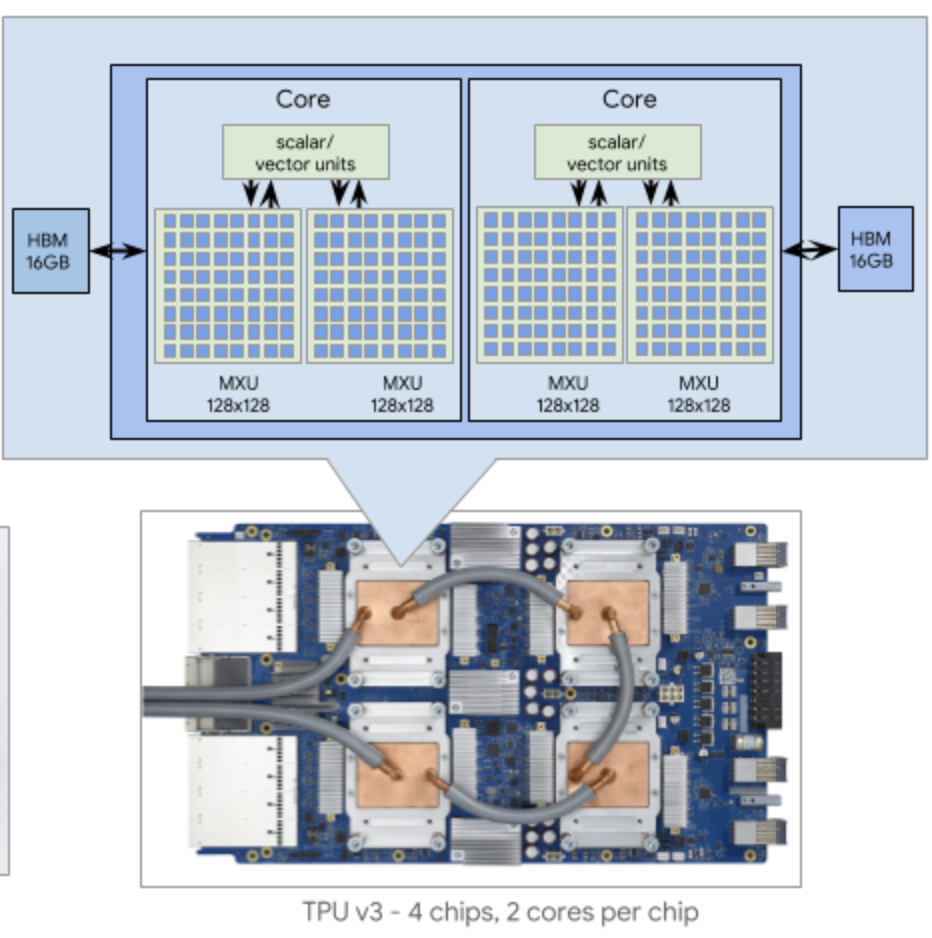 Core
Core
scalar/
vector units
scalar/
vector units
HBM
16GB
HBM
16GB
MXU
128x128
MXU
128x128
MXU
128x128
MXU
128x128
TPU v3 - 4 chips, 2 cores per chip